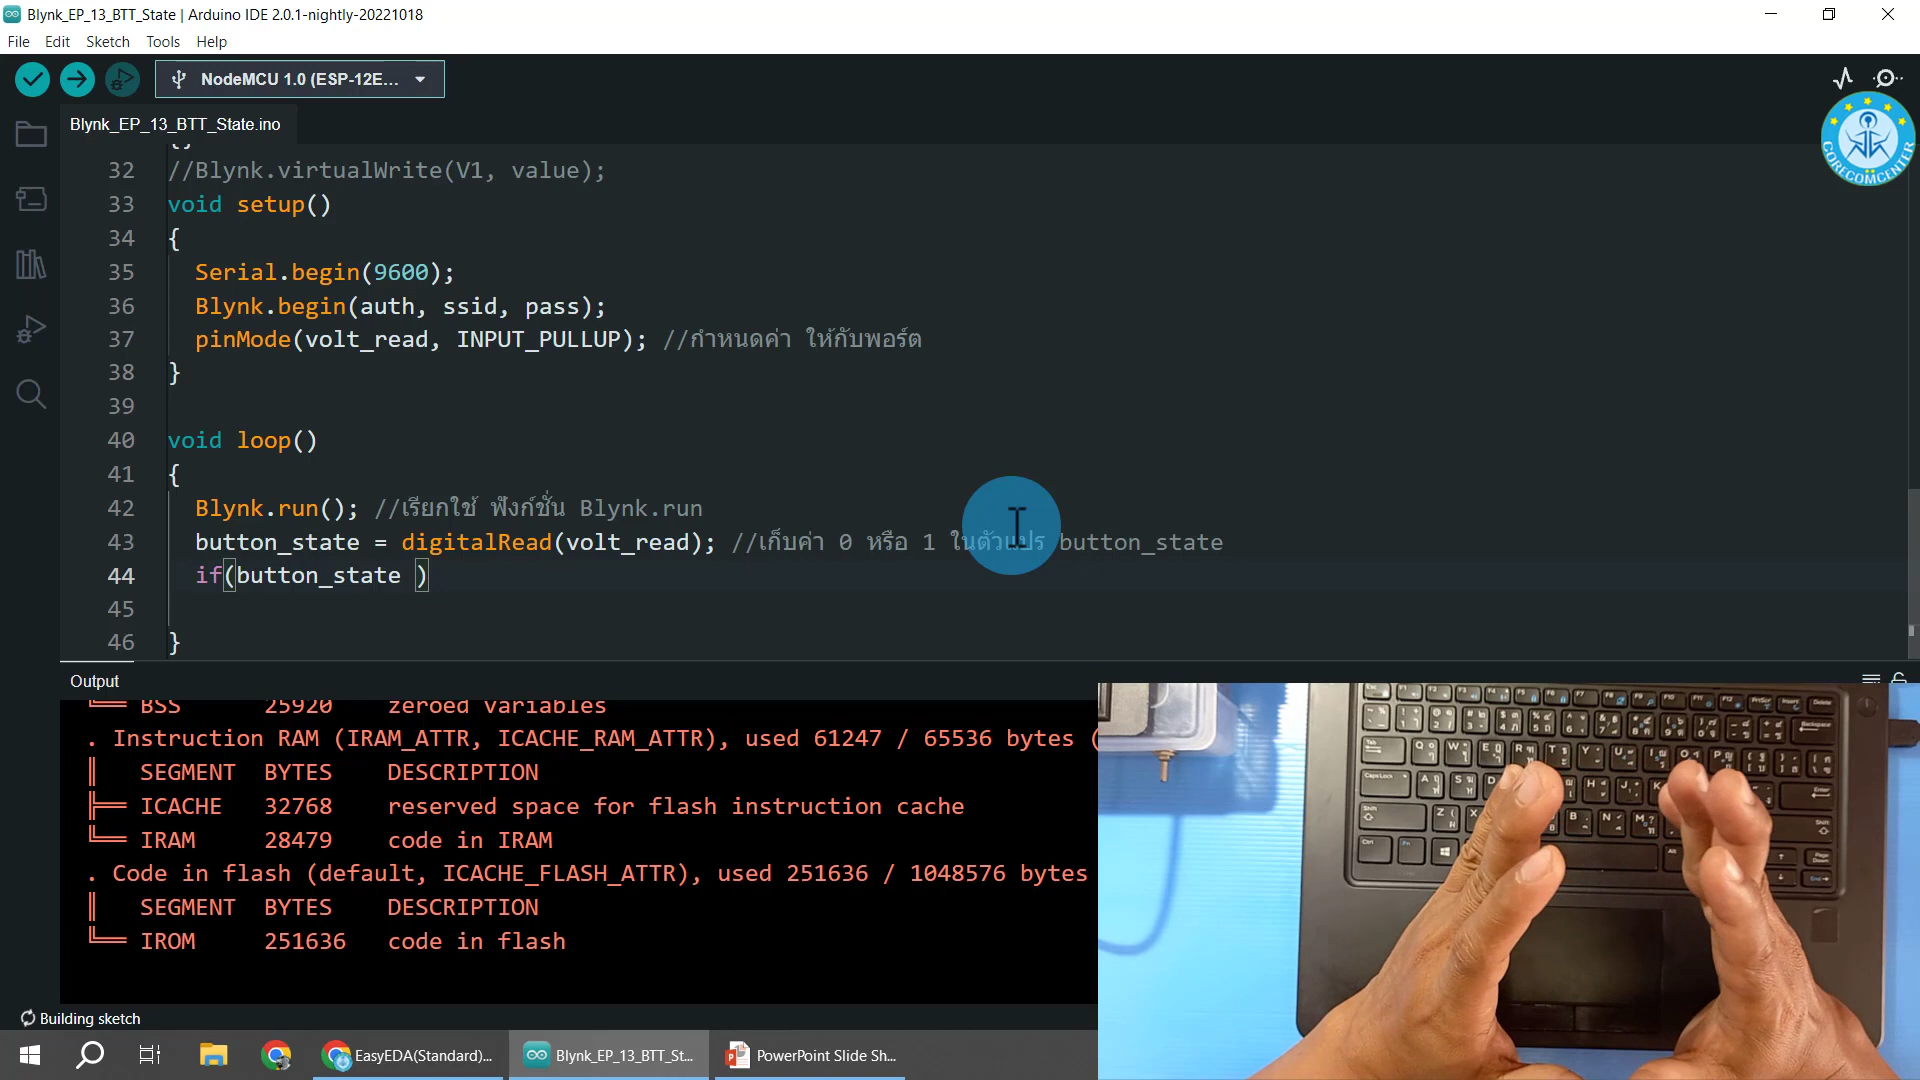 Blynk_EP_13_BTT_State | Arduino IDE 2.0.1-nightly-20221018
File Edit Sketch Tools Help
NodeMCU 1.0 (ESP-12E...
Blynk_EP_13_BTT_State.ino
CORECOMCENTER
32 //Blynk.virtualWrite(V1, value);
33 void setup()
34 {
35 Serial.begin(9600);
36 Blynk.begin(auth, ssid, pass);
37 pinMode(volt_read, INPUT_PULLUP); //กำหนดค่า ให้กับพอร์ต
38 }
39
40 void loop()
41 {
42 Blynk.run(); //เรียกใช้ ฟังก์ชั่น Blynk.run
43 button_state = digitalRead(volt_read); //เก็บค่า 0 หรือ 1 ในตัวแปร button_state
44 if(button_state )
45
46 }
Output
BSS 25920 zeroed variables
. Instruction RAM (IRAM_ATTR, ICACHE_RAM_ATTR), used 61247 / 65536 bytes (
SEGMENT BYTES DESCRIPTION
ICACHE 32768 reserved space for flash instruction cache
IRAM 28479 code in IRAM
. Code in flash (default, ICACHE_FLASH_ATTR), used 251636 / 1048576 bytes
SEGMENT BYTES DESCRIPTION
IROM 251636 code in flash
Building sketch
EasyEDA(Standard)...
Blynk_EP_13_BTT_St...
PowerPoint Slide Sh...